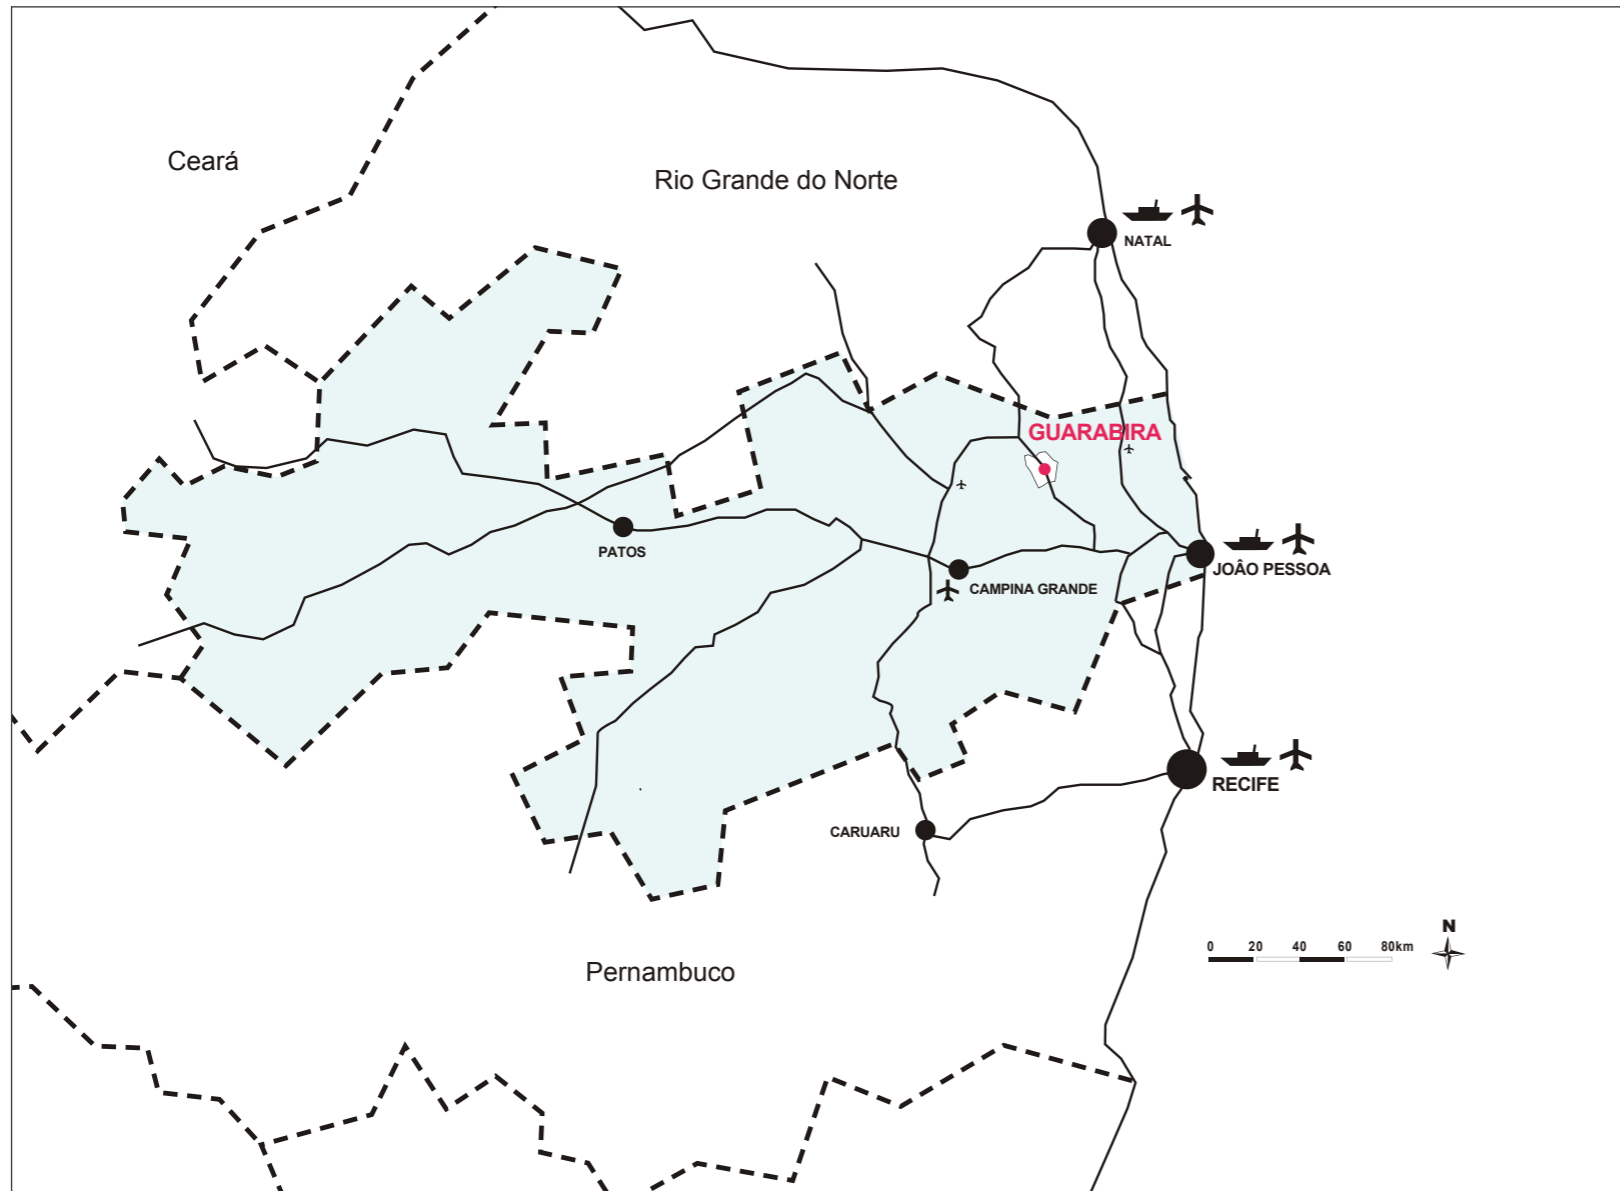 Ceará
Rio Grande do Norte
NATAL
GUARABIRA
PATOS
JOÂO PESSOA
CAMPINA GRANDE
RECIFE
CARUARU
N
0 20 40 60 80km
Pernambuco